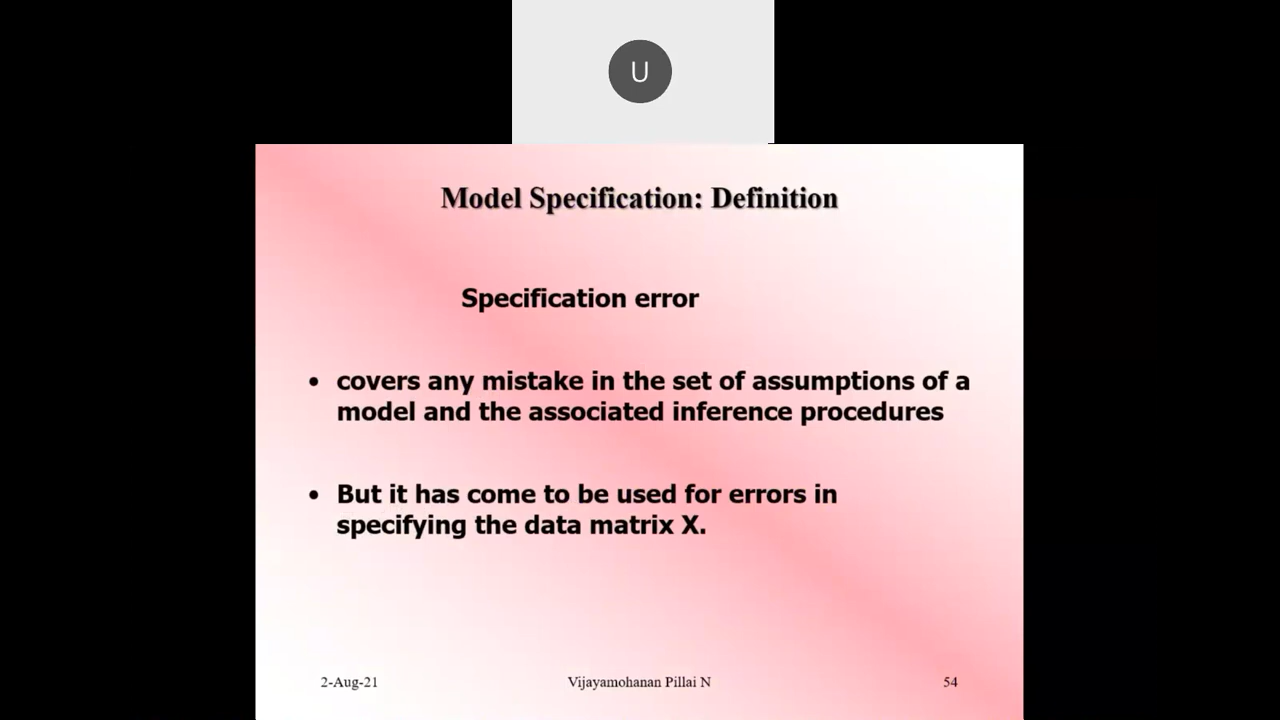 U
Model Specification: Definition
Specification error
• covers any mistake in the set of assumptions of a
model and the associated inference procedures
• But it has come to be used for errors in
specifying the data matrix X.
2-Aug-21
Vijayamohanan Pillai N
54